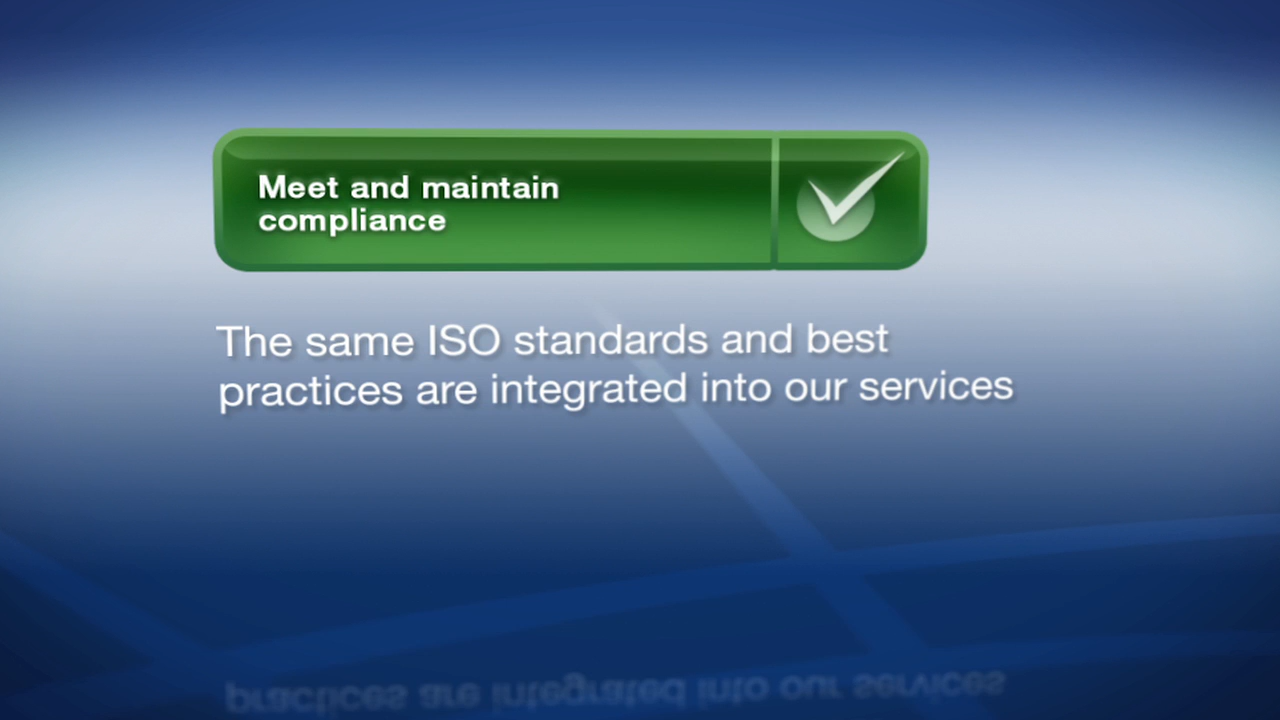 Meet and maintain
compliance
The same ISO standards and best
practices are integrated into our services
practices are integrated into our services